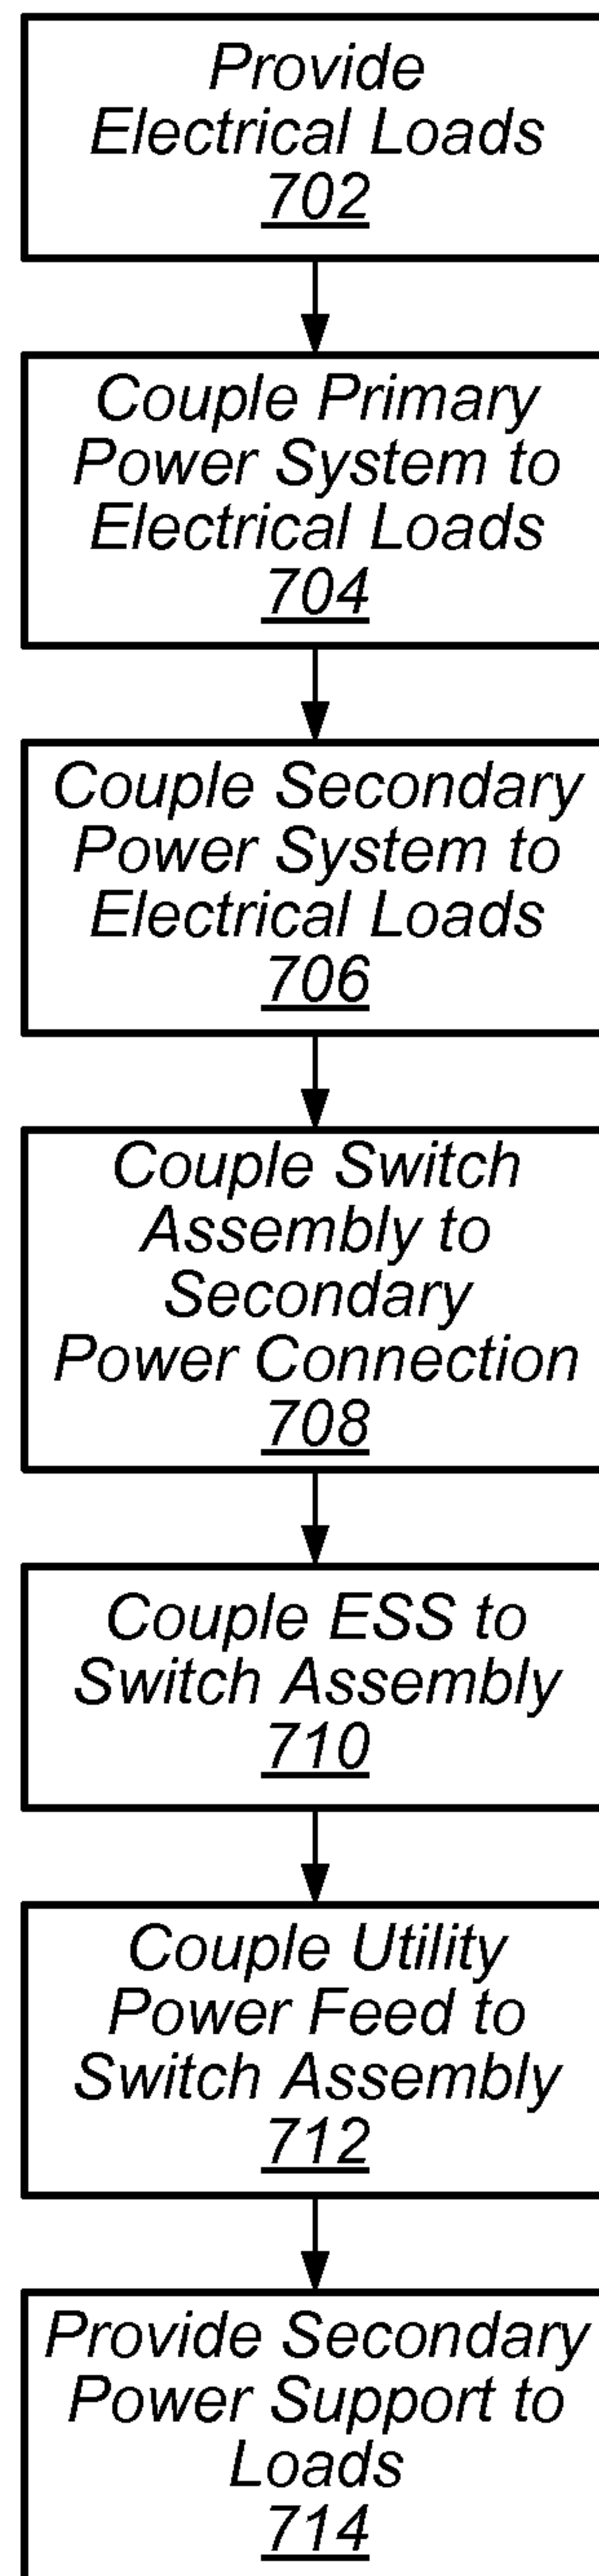 Provide
Electrical Loads
702
Couple Primary
Power System to
Electrical Loads
704
Couple Secondary
Power System to
Electrical Loads
706
Couple Switch
Assembly to
Secondary
Power Connection
708
Couple ESS to
Switch Assembly
710
Couple Utility
Power Feed to
Switch Assembly
712
Provide Secondary
Power Support to
Loads
714